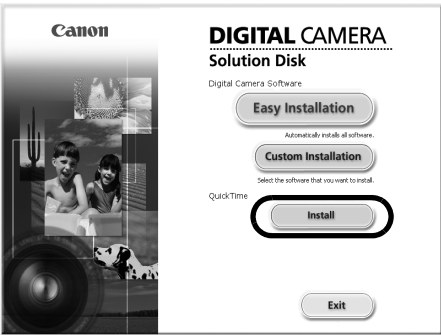 Canon
DIGITAL CAMERA
Solution Disk
Digital Camera Software
Easy Installation
Automatically installs all software.
Custom Installation
Select the software that you want to install.
QuickTime
Install
Exit